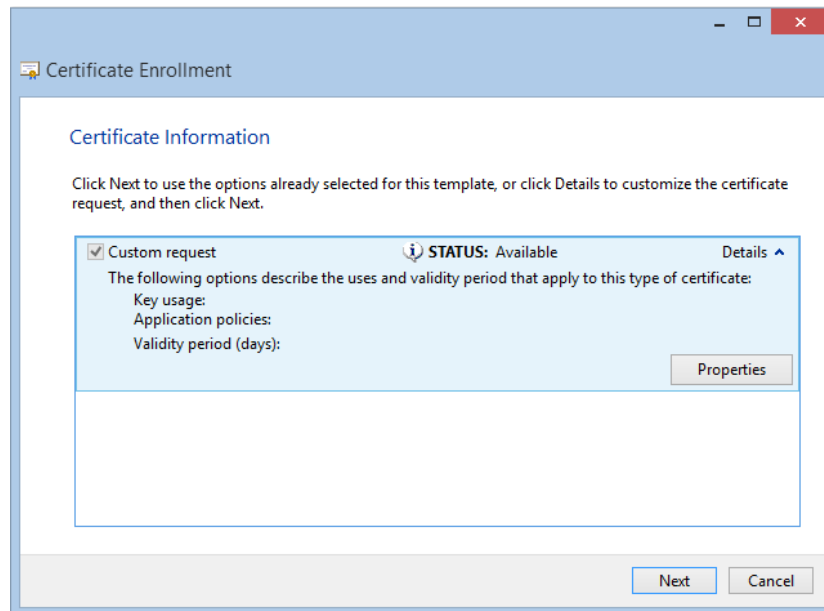 Certificate Enrollment
Certificate Information
Click Next to use the options already selected for this template, or click Details to customize the certificate
request, and then click Next.
Custom request STATUS: Available Details
The following options describe the uses and validity period that apply to this type of certificate:
Key usage:
Application policies:
Validity period (days):
Properties
Next Cancel